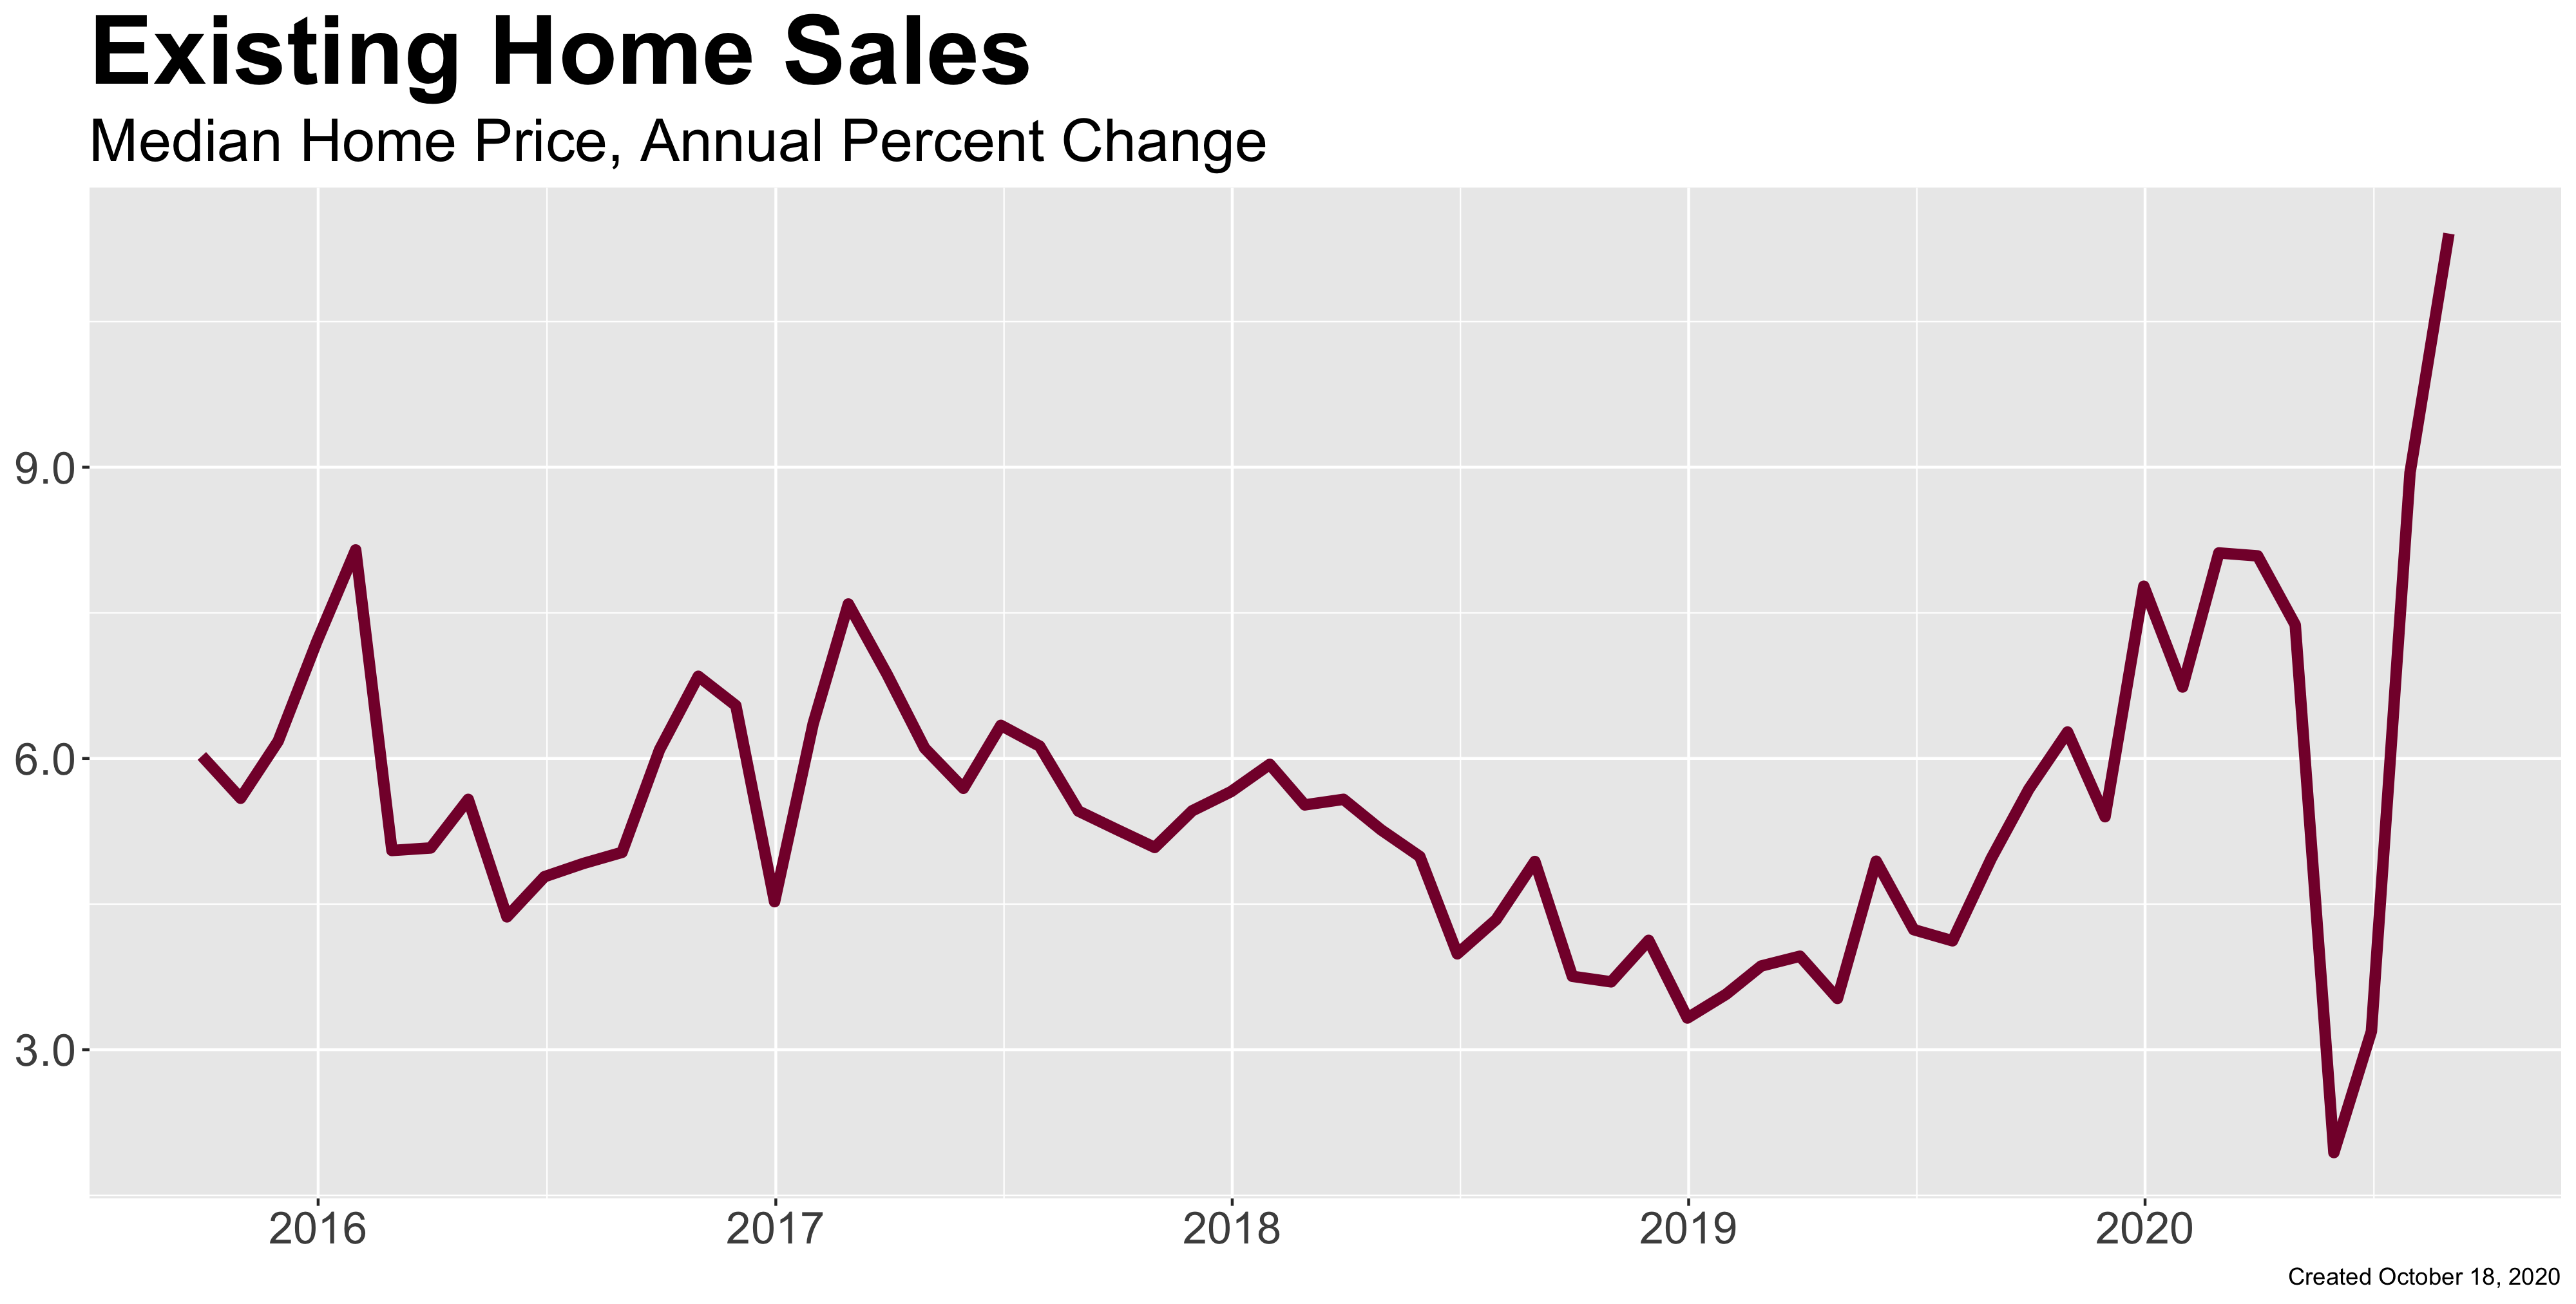 Existing Home Sales
Median Home Price, Annual Percent Change
9.0
6.0
3.0
2016 2017 2018 2019 2020
Created October 18, 2020